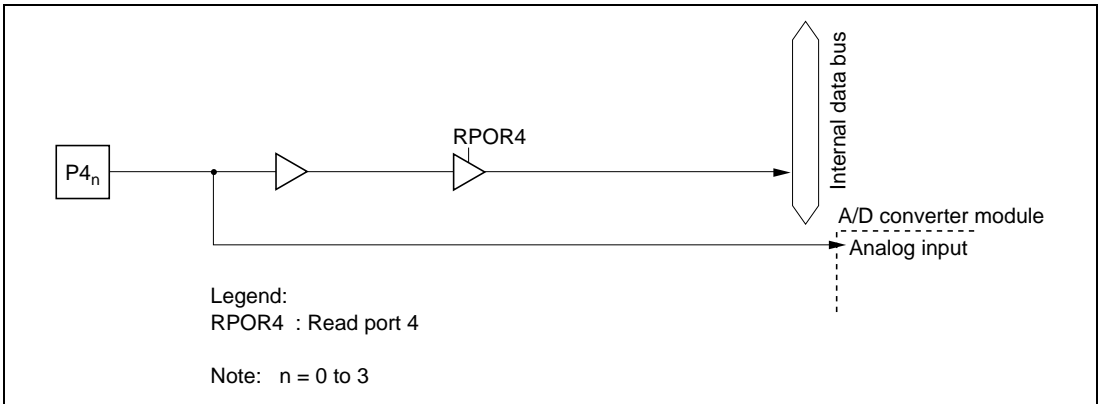 Internal data bus
RPOR4
P4n
A/D converter module
Analog input
Legend:
RPOR4 : Read port 4
Note: n = 0 to 3